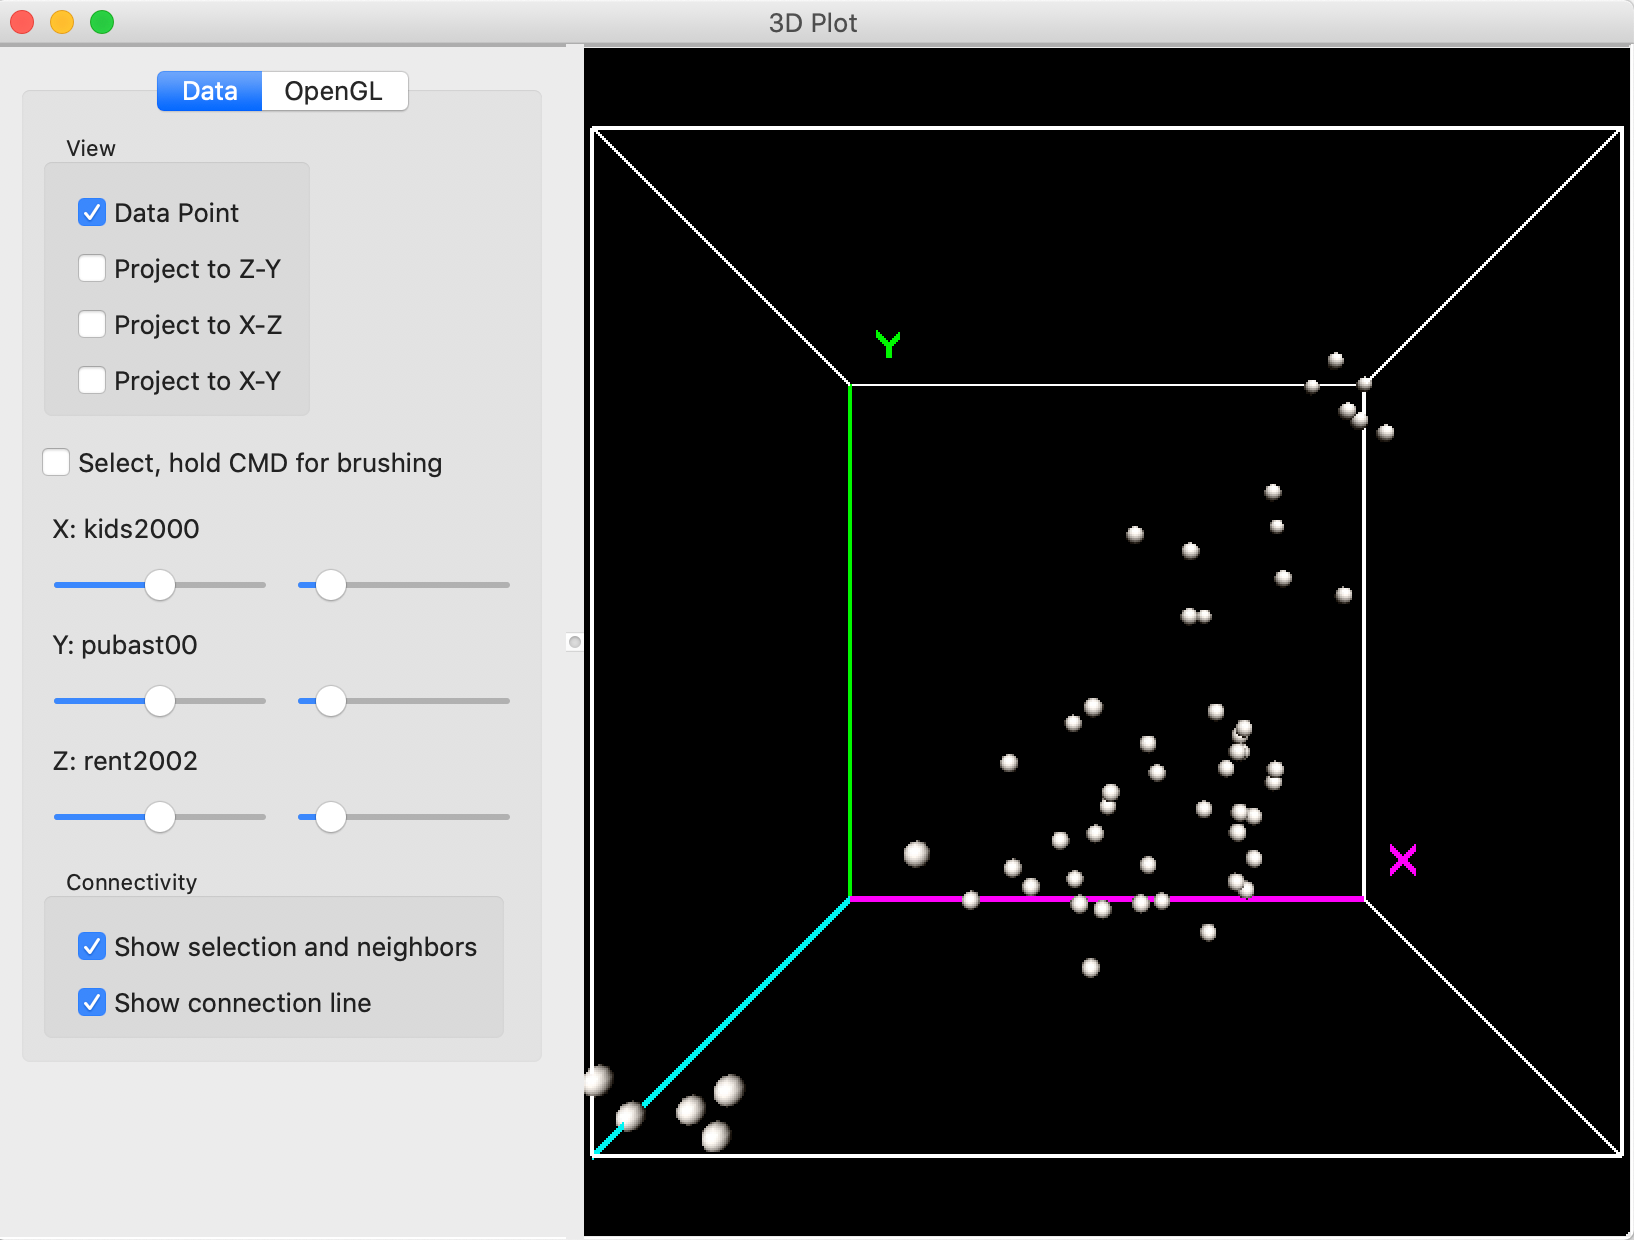 3D Plot
Data
OpenGL
View
Data Point
Project to Z-Y
Project to X-Z
Project to X-Y
Select, hold CMD for brushing
X: kids2000
Y: pubast00
Z: rent2002
Connectivity
Show selection and neighbors
Show connection line
Y
X